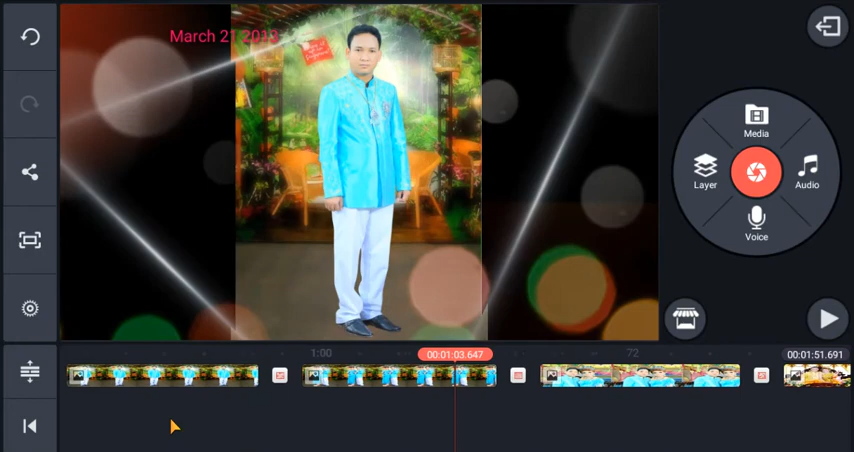 March 21 2013
Media
Layer
Audio
Voice
1:00
00:01:03.647
72
00:01:51.691